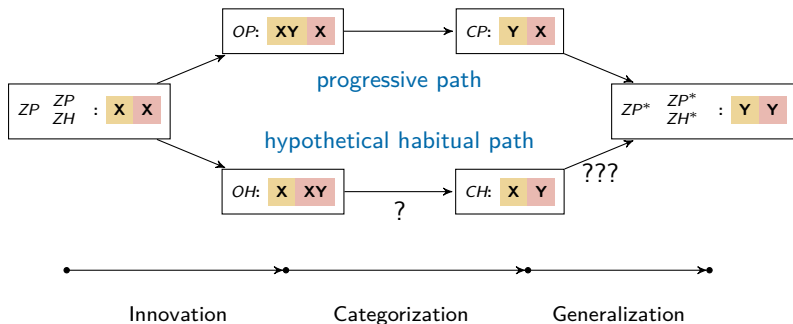 OP: XY X
CP: Y X
progressive path
ZP ZP ZH : X X
ZP* ZP* ZH* : Y Y
hypothetical habitual path
???
OH: X XY
?
CH: X Y
Innovation Categorization Generalization